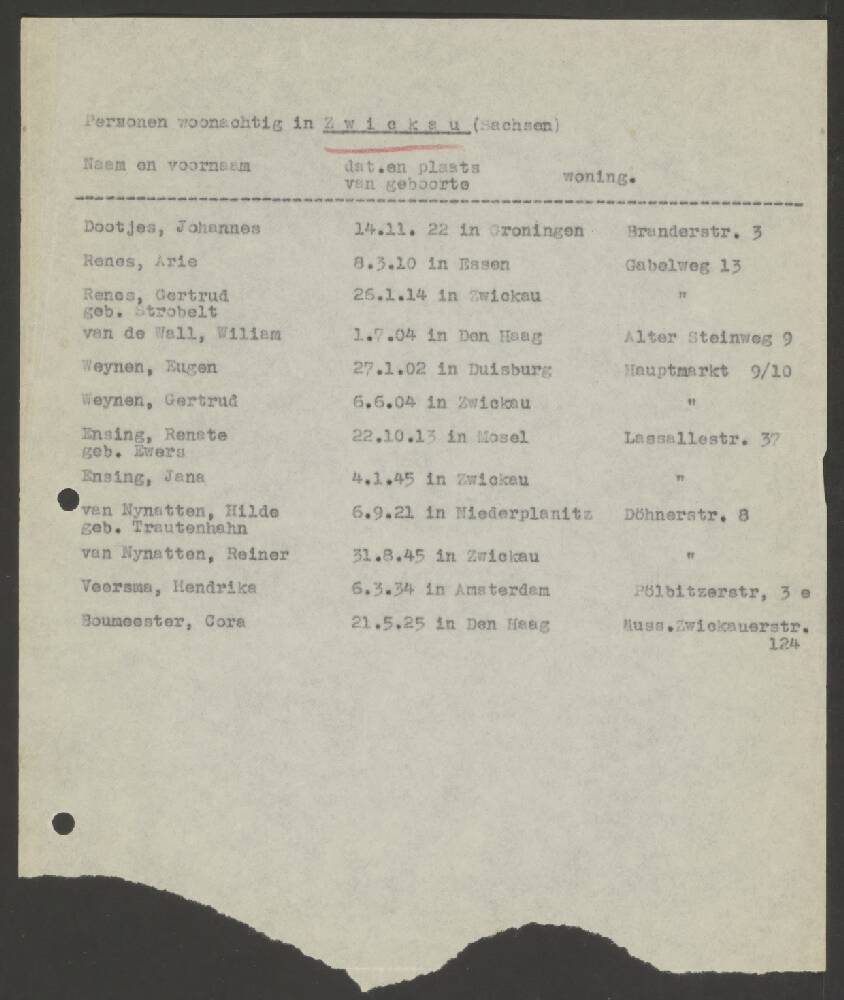 Personen woonachtig in Z w i c k a u (Sachsen)
Naam en voornaam dat.en plaats van geboorte woning.
Dootjes, Johannes 14.11. 22 in Groningen Brunderstr. 3
Renes, Arie 8.3.10 in Essen Gabelweg 13
Renes, Gertrud 26.1.14 in Zwickau "
geb. Strobelt
van de Wall, Wiliam 1.7.04 in Den Haag Alter Steinweg 9
Weynen, Eugen 27.1.02 in Duisburg Hauptmarkt 9/10
Weynen, Gertrud 6.6.04 in Zwickau "
Ensing, Renate 22.10.13 in Mosel Lassallestr. 37
geb. Ewers
Ensing, Jana 4.1.45 in Zwickau "
van Nynatten, Hilde 6.9.21 in Niederplanitz Döhnerstr. 8
geb. Trautenhahn
van Nynatten, Reiner 31.8.45 in Zwickau "
Veersma, Hendrika 6.3.34 in Amsterdam Pölbitzerstr, 3 e
Boumeester, Cora 21.5.25 in Den Haag Äuss.Zwickauerstr.
124